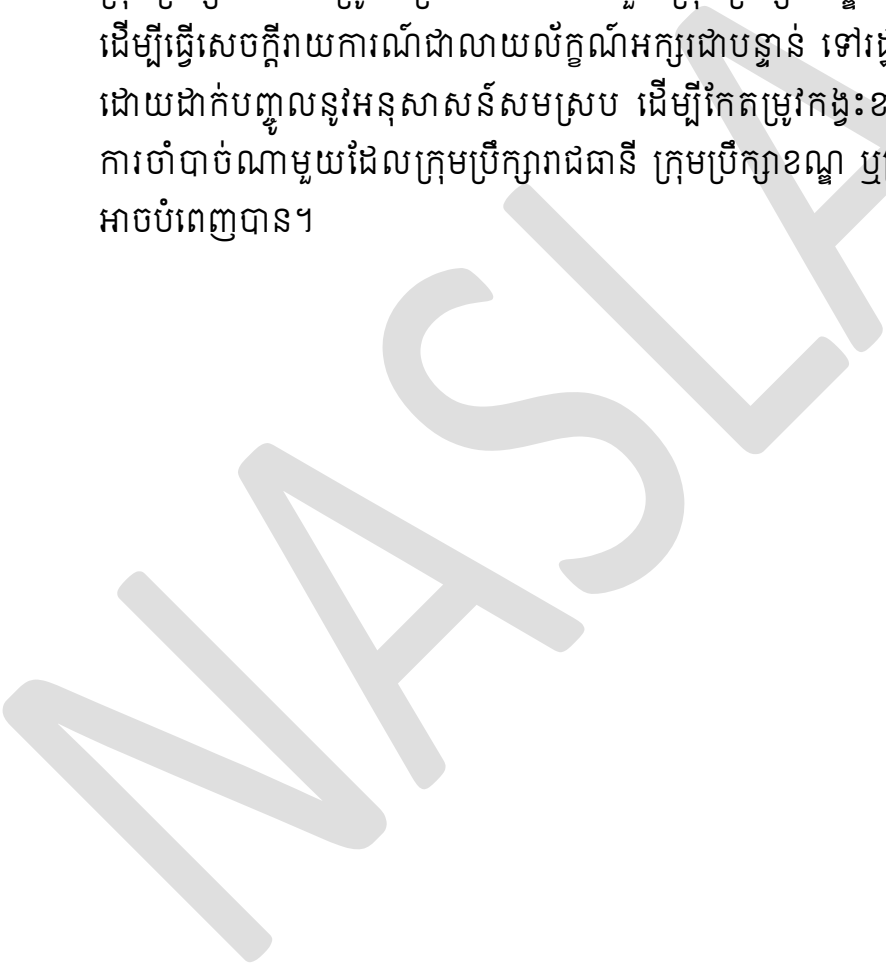 ដើម្បីធ្វើសេចក្តីរាយការណ៍ជាលាយល័ក្ខណ៍អក្សរជាបន្ទាន់ ទៅរដ្ឋ
ដោយដាក់បញ្ចូលនូវអនុសាសន៍សមស្រប ដើម្បីកែតម្រូវកង្វះខ
ការចាំបាច់ណាមួយដែលក្រុមប្រឹក្សារាជធានី ក្រុមប្រឹក្សាខណ្ឌ ឬ
អាចបំពេញបាន។
NASLA